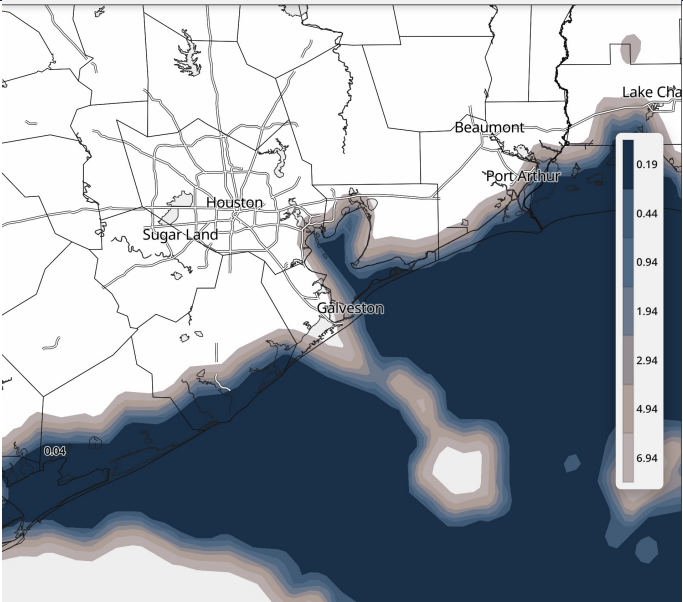 Lake Cha
Beaumont
0.19
Port Arthur
Houston
0.44
Sugar Land
0.94
Galveston
1.94
2.94
4.94
0.04
6.94